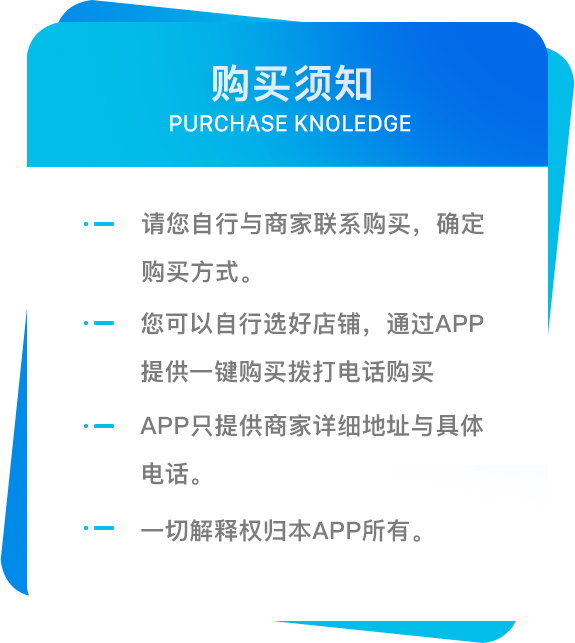 购买须知
PURCHASE KNOLEDGE
请您自行与商家联系购买，确定
购买方式。
您可以自行选好店铺，通过APP
提供一键购买拨打电话购买
APP只提供商家详细地址与具体
电话。
一切解释权归本APP所有。